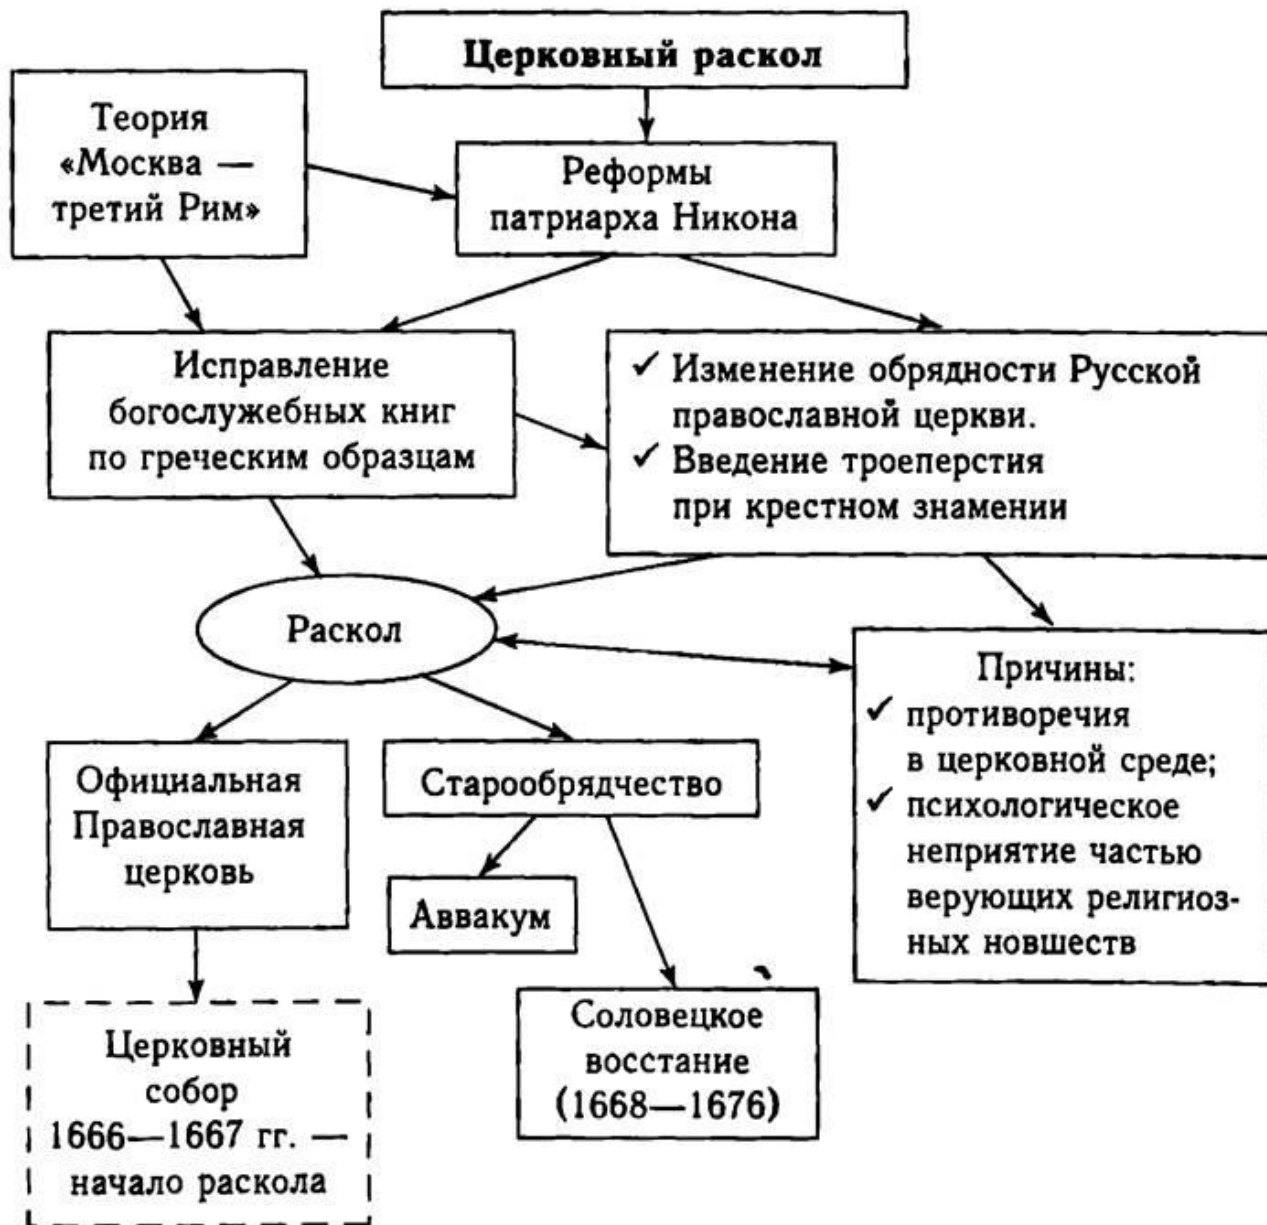 Церковный раскол
Теория
«Москва —
третий Рим»
Реформы
патриарха Никона
Исправление
богослужебных книг
по греческим образцам
✓ Изменение обрядности Русской
православной церкви.
✓ Введение троеперстия
при крестном знамении
Раскол
Причины:
✓ противоречия
в церковной среде;
✓ психологическое
неприятие частью
верующих религиоз-
ных новшеств
Официальная
Православная
церковь
Старообрядчество
Аввакум
Церковный
собор
1666—1667 гг. —
начало раскола
Соловецкое
восстание
(1668—1676)